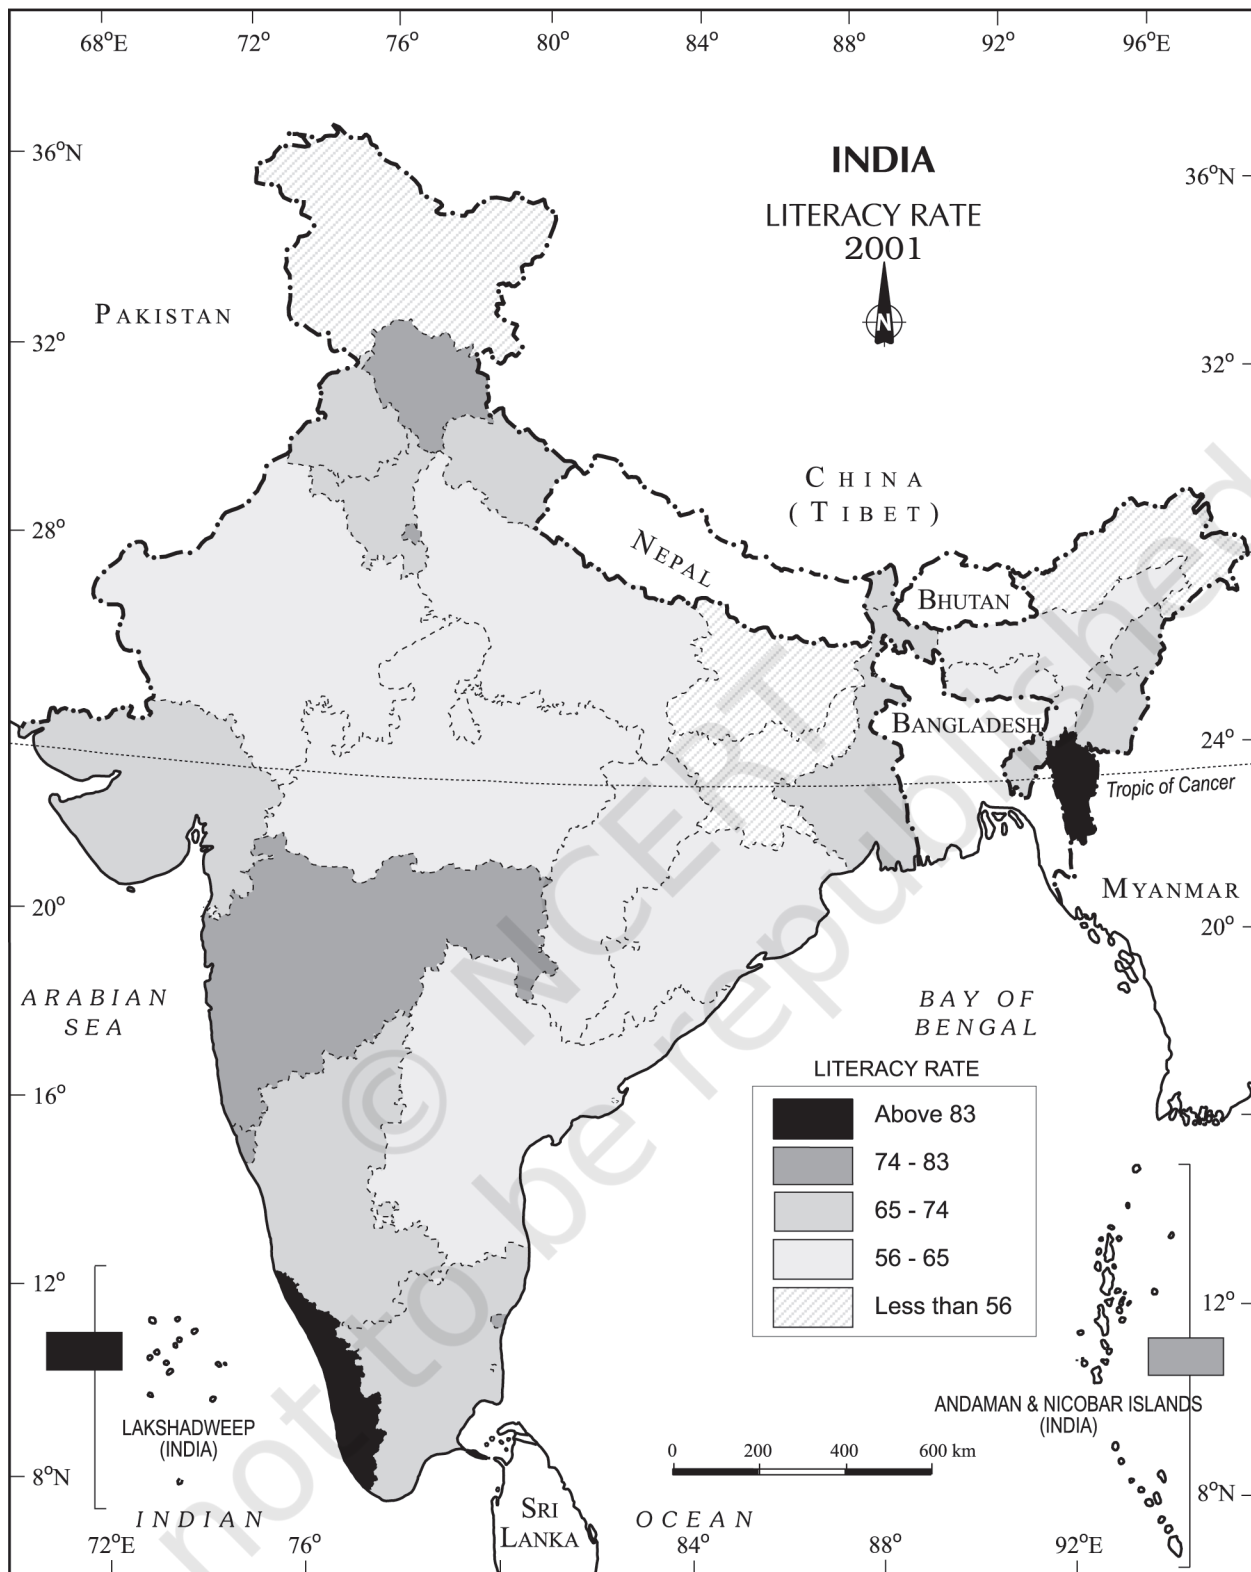 68°E 72° 76° 80° 84° 88° 92° 96°E
36°N
INDIA
36°N
LITERACY RATE
2001
N
PAKISTAN
32°
32°
CHINA
(TIBET)
28°
NEPAL
BHUTAN
BANGLADESH
24°
Tropic of Cancer
MYANMAR
20°
20°
ARABIAN
SEA
BAY OF
BENGAL
LITERACY RATE
16°
Above 83
74 - 83
65 - 74
56 - 65
Less than 56
12°
12°
LAKSHADWEEP
(INDIA)
ANDAMAN & NICOBAR ISLANDS
(INDIA)
0 200 400 600 km
8°N
8°N
SRI
LANKA
INDIAN
OCEAN
72°E 76° 84° 88° 92°E
© NCERT
not to be republished